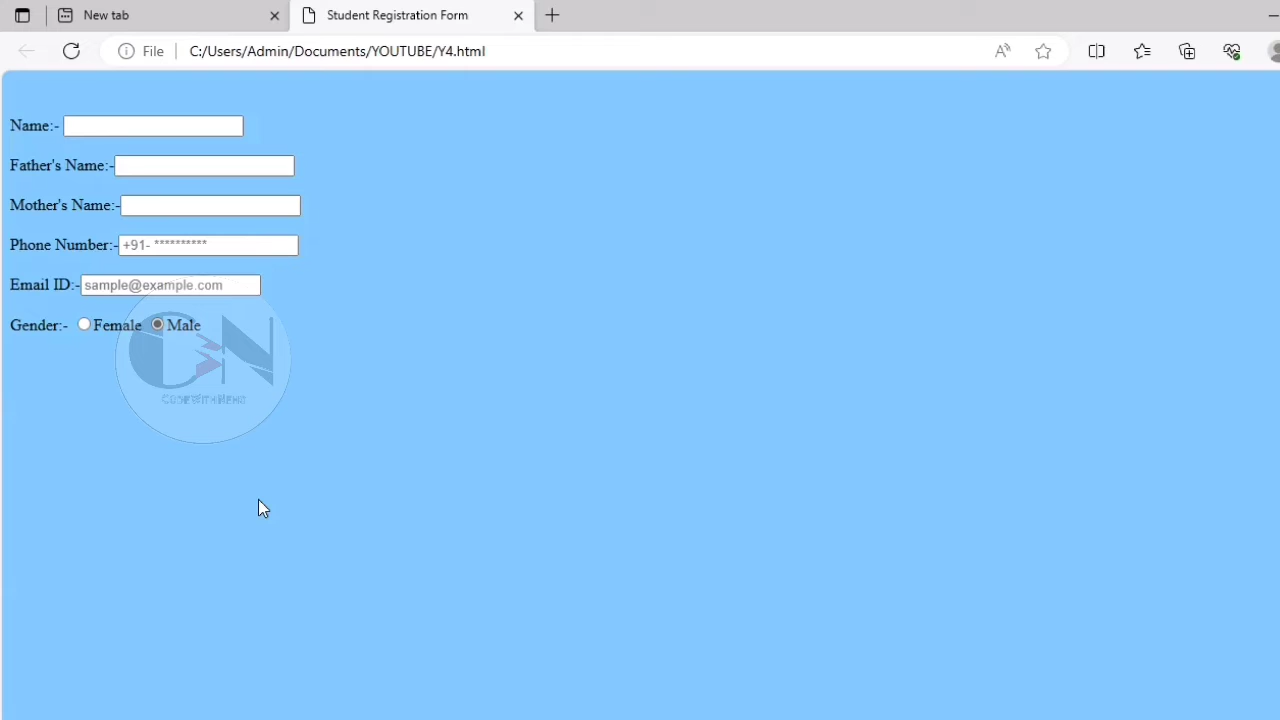 New tab
Student Registration Form
File
C:/Users/Admin/Documents/YOUTUBE/Y4.html
Name:-
Father's Name:-
Mother's Name:-
Phone Number:- +91- **********
Email ID:- sample@example.com
Gender:- Female Male